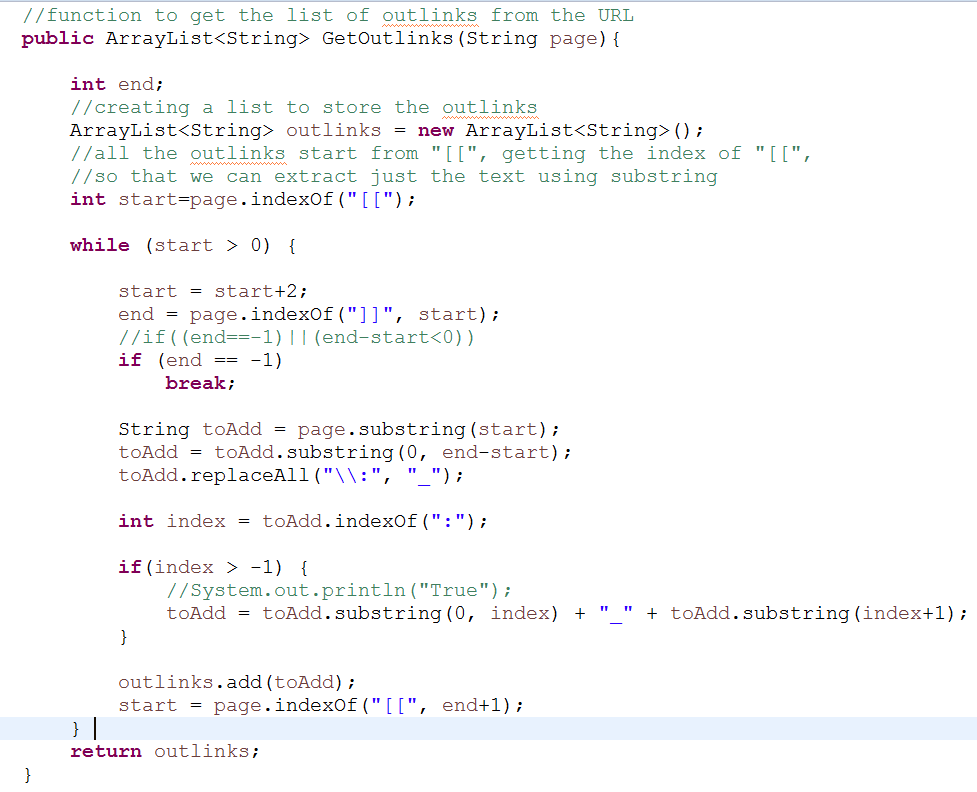 //function to get the list of outlinks from the URL
public ArrayList<String> GetOutlinks(String page){
int end;
//creating a list to store the outlinks
ArrayList<String> outlinks = new ArrayList<String>();
//all the outlinks start from "[[", getting the index of "[[",
//so that we can extract just the text using substring
int start=page.indexOf("[[");
while (start > 0) {
start = start+2;
end = page.indexOf("]]", start);
//if((end==-1)||(end-start<0))
if (end == -1)
break;
String toAdd = page.substring(start);
toAdd = toAdd.substring(0, end-start);
toAdd.replaceAll("\\:", "_");
int index = toAdd.indexOf(":");
if(index > -1) {
//System.out.println("True");
toAdd = toAdd.substring(0, index) + "_" + toAdd.substring(index+1);
}
outlinks.add(toAdd);
start = page.indexOf("[[", end+1);
}
return outlinks;
}